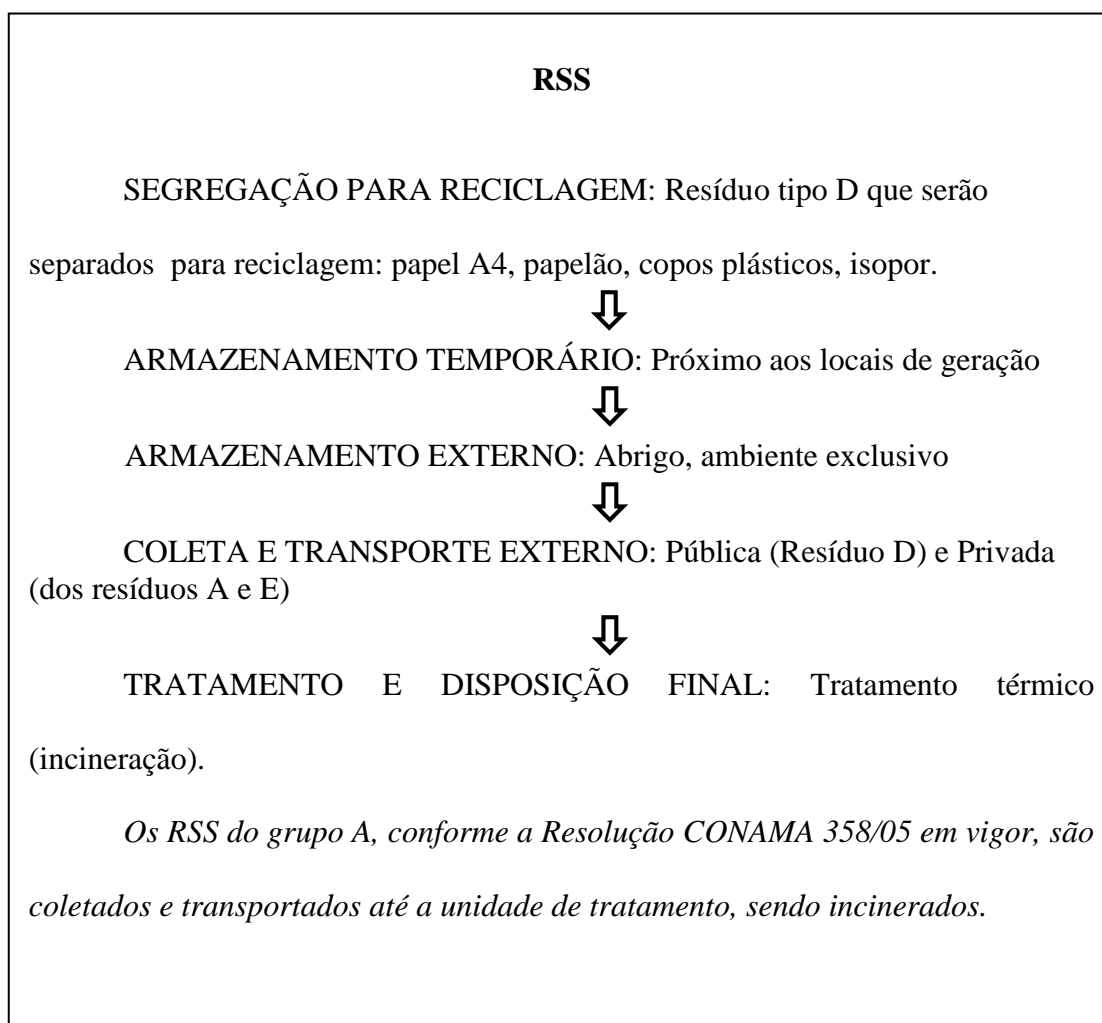 RSS
SEGREGAÇÃO PARA RECICLAGEM: Resíduo tipo D que serão
separados para reciclagem: papel A4, papelão, copos plásticos, isopor.
ARMAZENAMENTO TEMPORÁRIO: Próximo aos locais de geração
ARMAZENAMENTO EXTERNO: Abrigo, ambiente exclusivo
COLETA E TRANSPORTE EXTERNO: Pública (Resíduo D) e Privada
(dos resíduos A e E)
TRATAMENTO E DISPOSIÇÃO FINAL: Tratamento térmico
(incineração).
Os RSS do grupo A, conforme a Resolução CONAMA 358/05 em vigor, são
coletados e transportados até a unidade de tratamento, sendo incinerados.